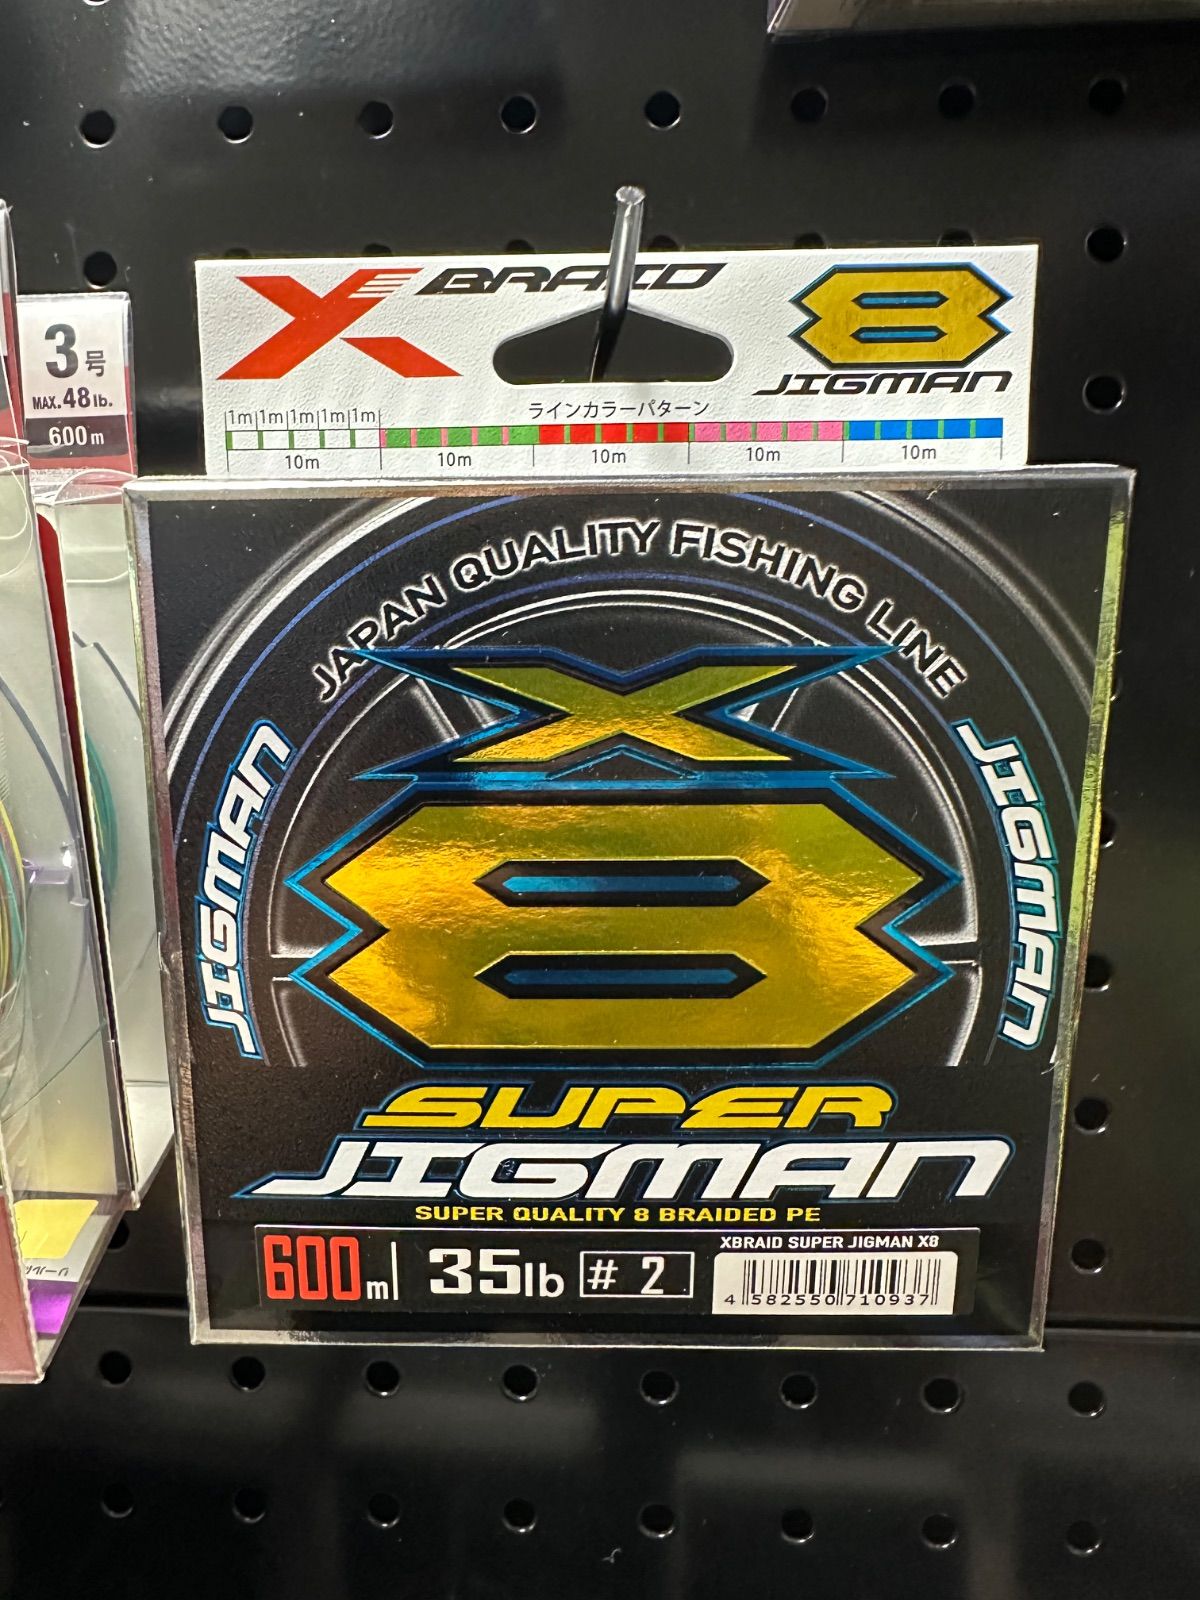 X BRAID
8
JIGMAN
ラインカラーパターン
1m 1m 1m 1m 1m
10m 10m 10m 10m 10m
3号
MAX.48lb.
600m
JAPAN QUALITY FISHING LINE
JIGMAN
JIGMAN
X
8
SUPER
JIGMAN
SUPER QUALITY 8 BRAIDED PE
600m 35lb # 2
XBRAID SUPER JIGMAN X8
4 582550 710937